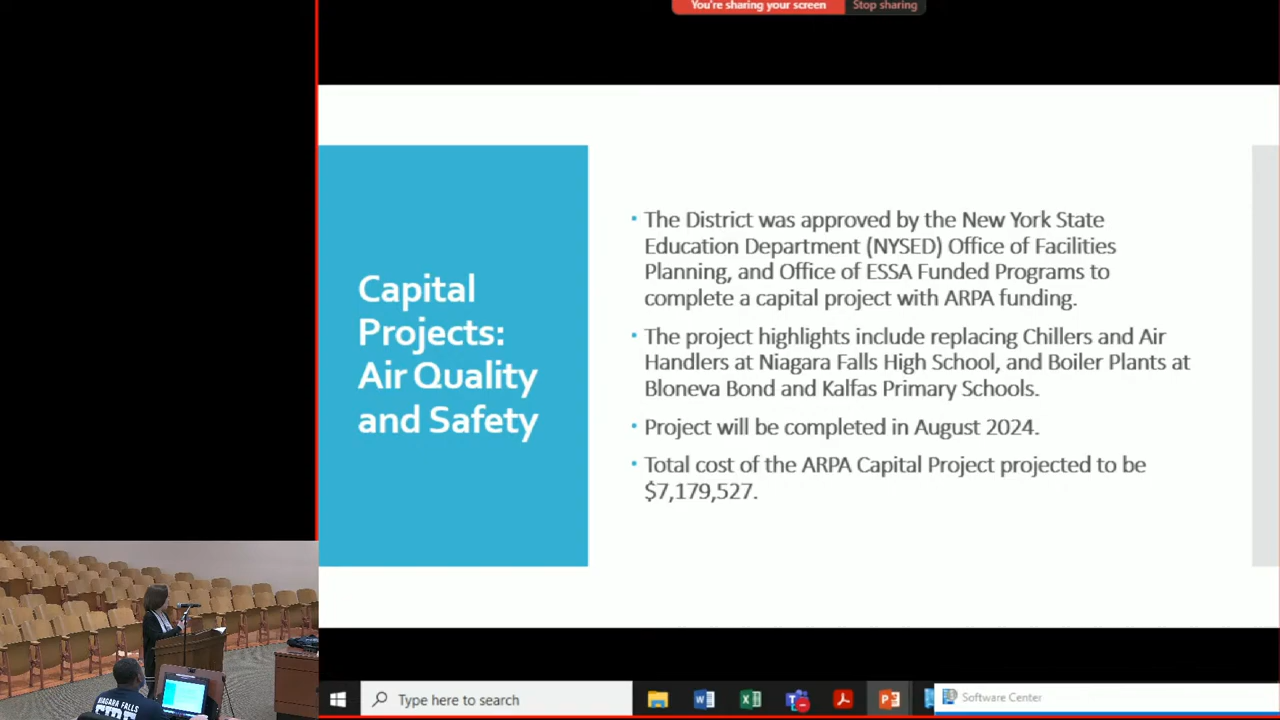 You're sharing your screen
Stop sharing
Capital
Projects:
Air Quality
and Safety
▪ The District was approved by the New York State
Education Department (NYSED) Office of Facilities
Planning, and Office of ESSA Funded Programs to
complete a capital project with ARPA funding.
▪ The project highlights include replacing Chillers and Air
Handlers at Niagara Falls High School, and Boiler Plants at
Bloneva Bond and Kalfas Primary Schools.
▪ Project will be completed in August 2024.
▪ Total cost of the ARPA Capital Project projected to be
$7,179,527.
NIAGARA FALLS
Type here to search
Software Center